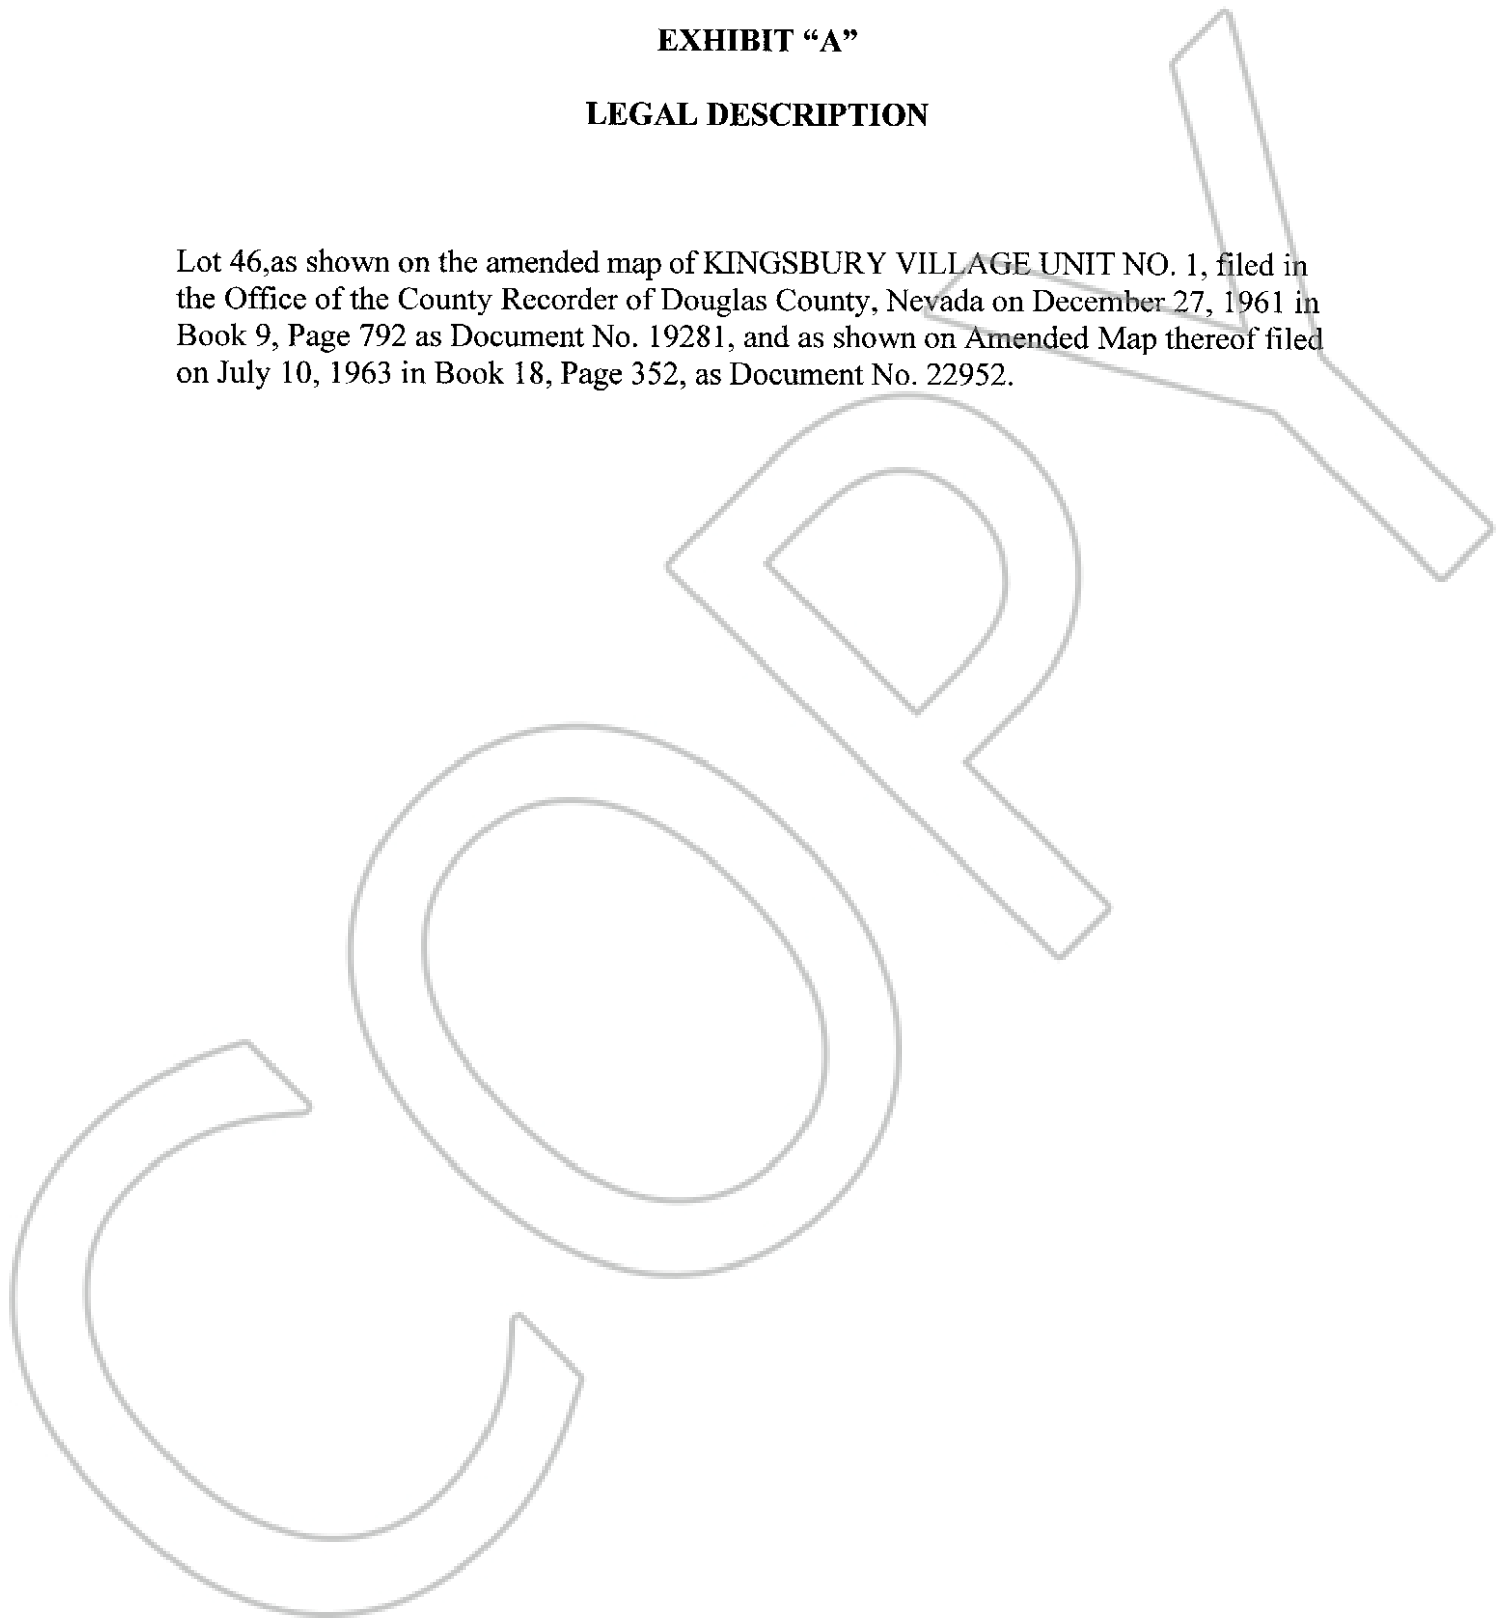 EXHIBIT “A”
LEGAL DESCRIPTION
Lot 46,as shown on the amended map of KINGSBURY VILLAGE UNIT NO. 1, filed in
the Office of the County Recorder of Douglas County, Nevada on December 27, 1961 in
Book 9, Page 792 as Document No. 19281, and as shown on Amended Map thereof filed
on July 10, 1963 in Book 18, Page 352, as Document No. 22952.
COPY